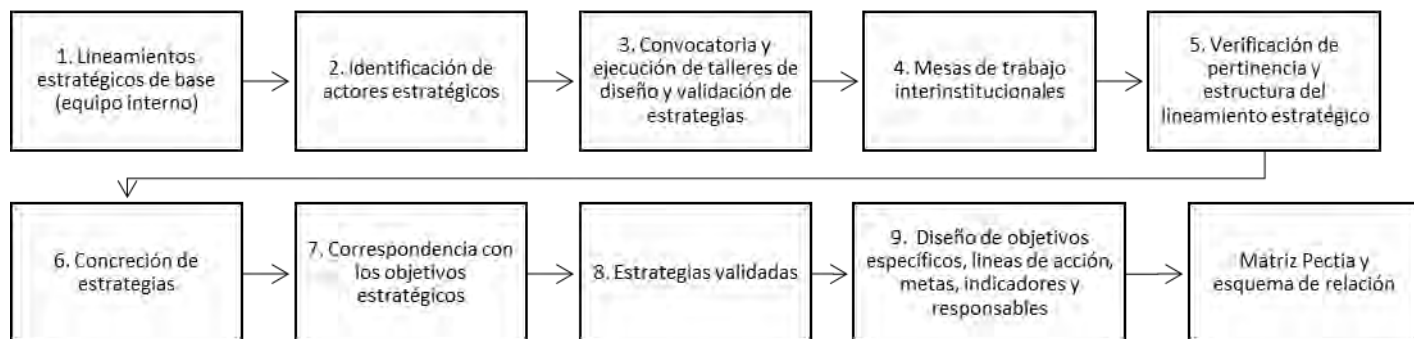 1. Lineamientos
estratégicos de base
(equipo interno)
2. Identificación de
actores estratégicos
3. Convocatoria y
ejecución de talleres de
diseño y validación de
estrategias
4. Mesas de trabajo
interinstitucionales
5. Verificación de
pertinencia y
estructura del
lineamiento estratégico
6. Concreción de
estrategias
7. Correspondencia con
los objetivos
estratégicos
8. Estrategias validadas
9. Diseño de objetivos
específicos, líneas de acción,
metas, indicadores y
responsables
Matriz Pectia y
esquema de relación